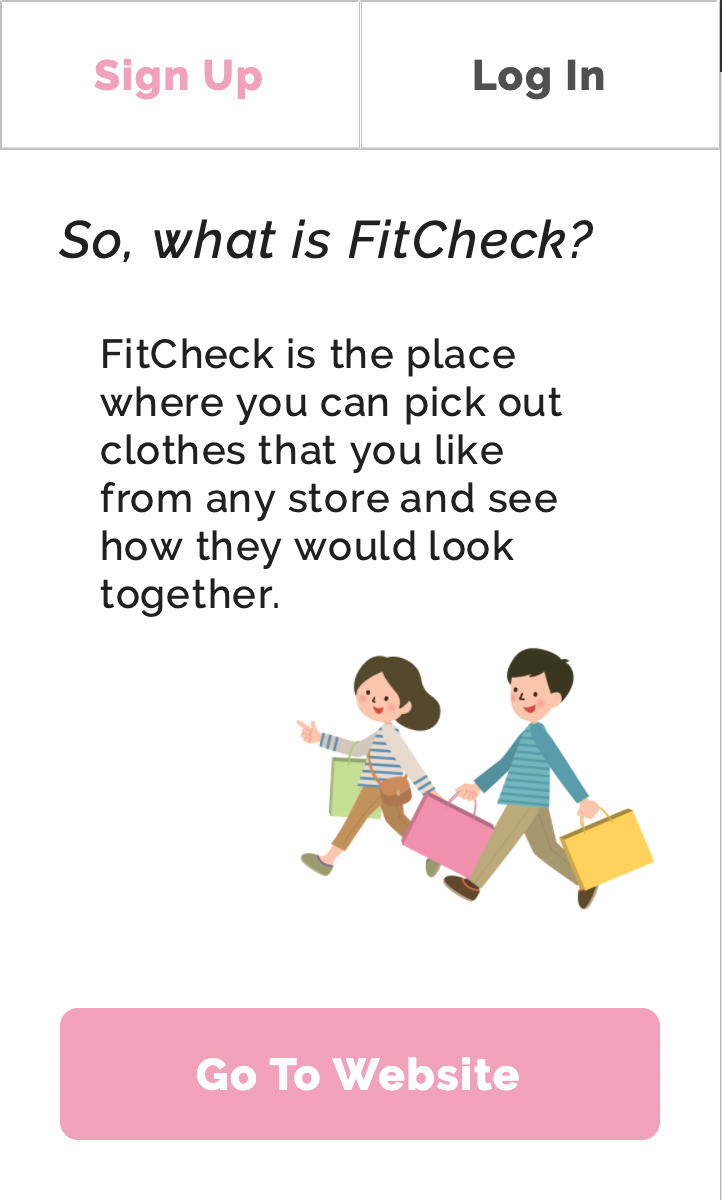 Sign Up
Log In
So, what is FitCheck?
FitCheck is the place
where you can pick out
clothes that you like
from any store and see
how they would look
together.
Go To Website